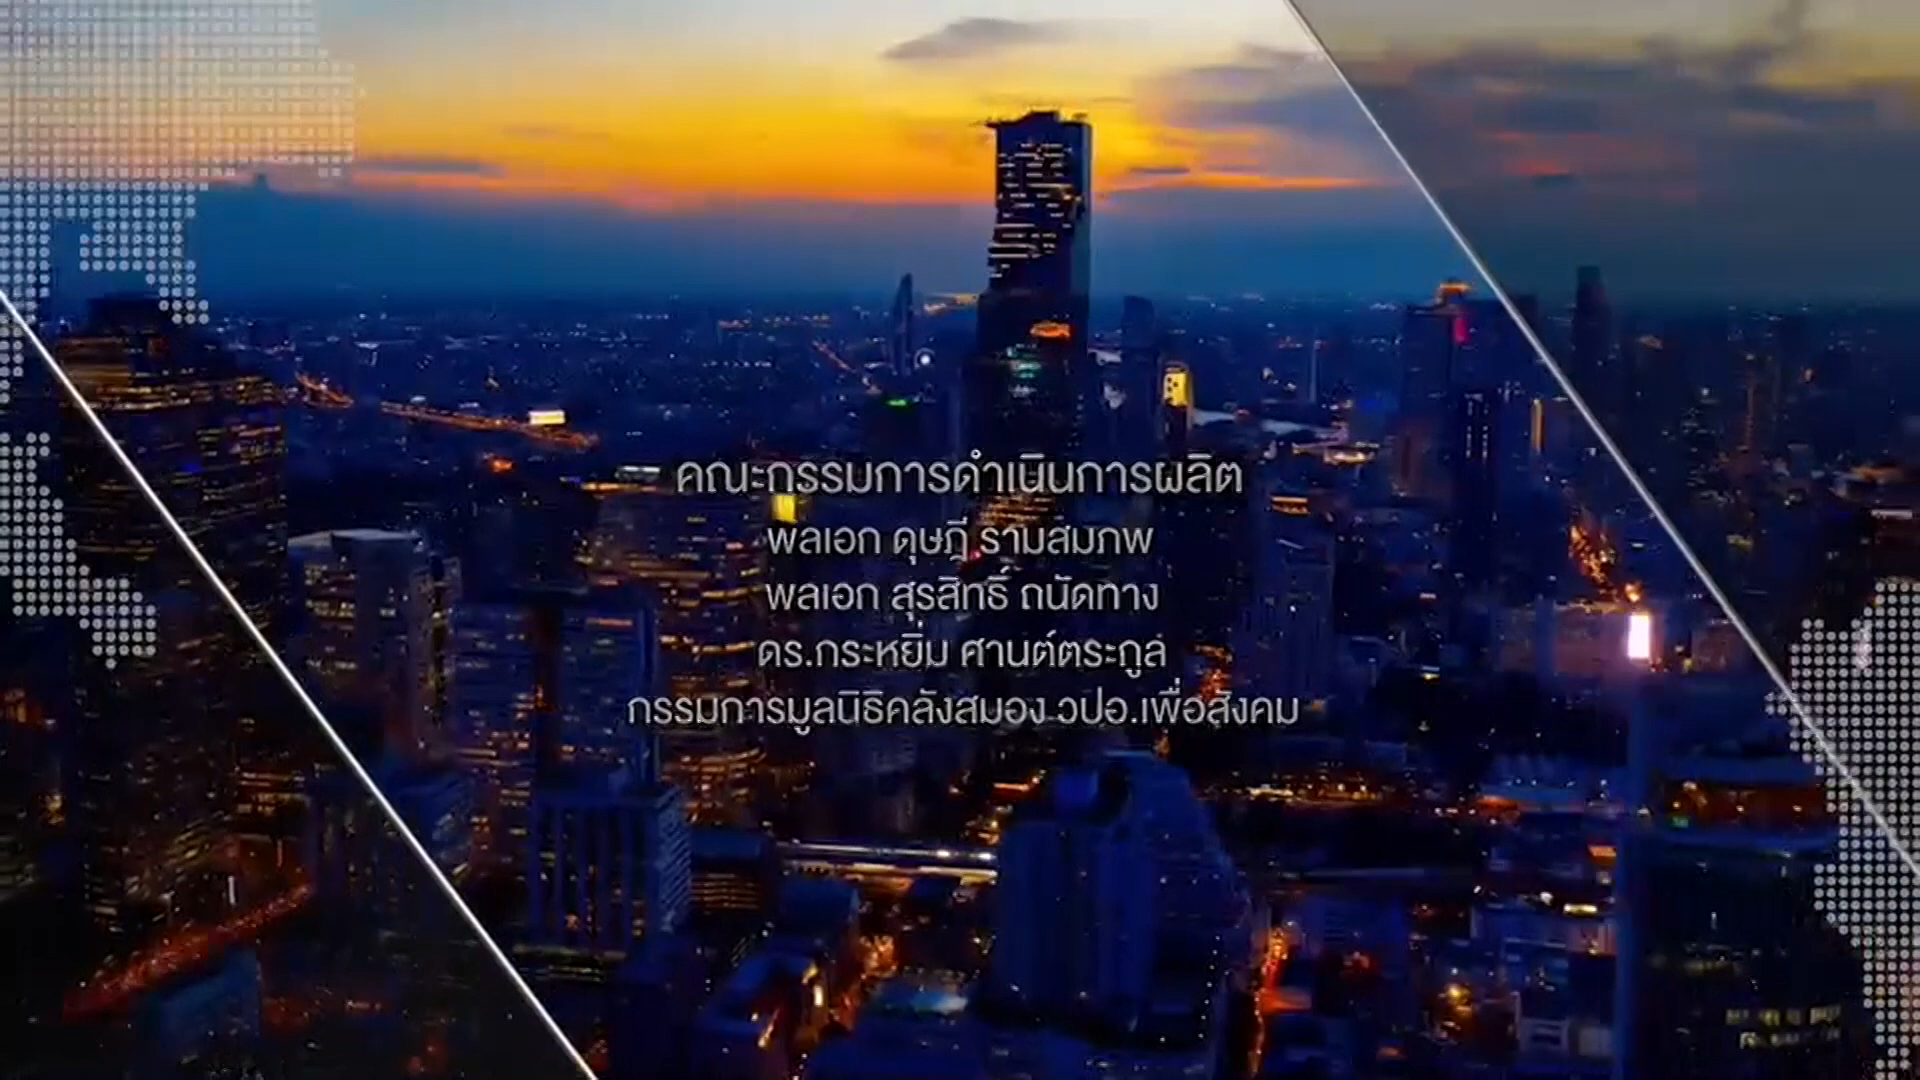 คณะกรรมการดำเนินการผลิต
พลเอก ดุษฎี รามสมภพ
พลเอก สุรสิทธิ์ ถนัดทาง
ดร.กระหยิ่ม ศานต์ตระกูล
กรรมการมูลนิธิคลังสมอง วปอ.เพื่อสังคม